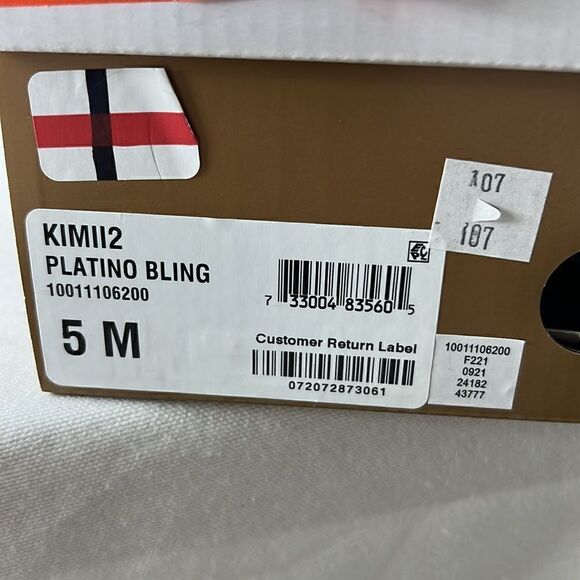 107
107
KIMII2
PLATINO BLING
10011106200
5 M
7 33004 83560 5
Customer Return Label
072072873061
10011106200
F221
0921
24182
43777